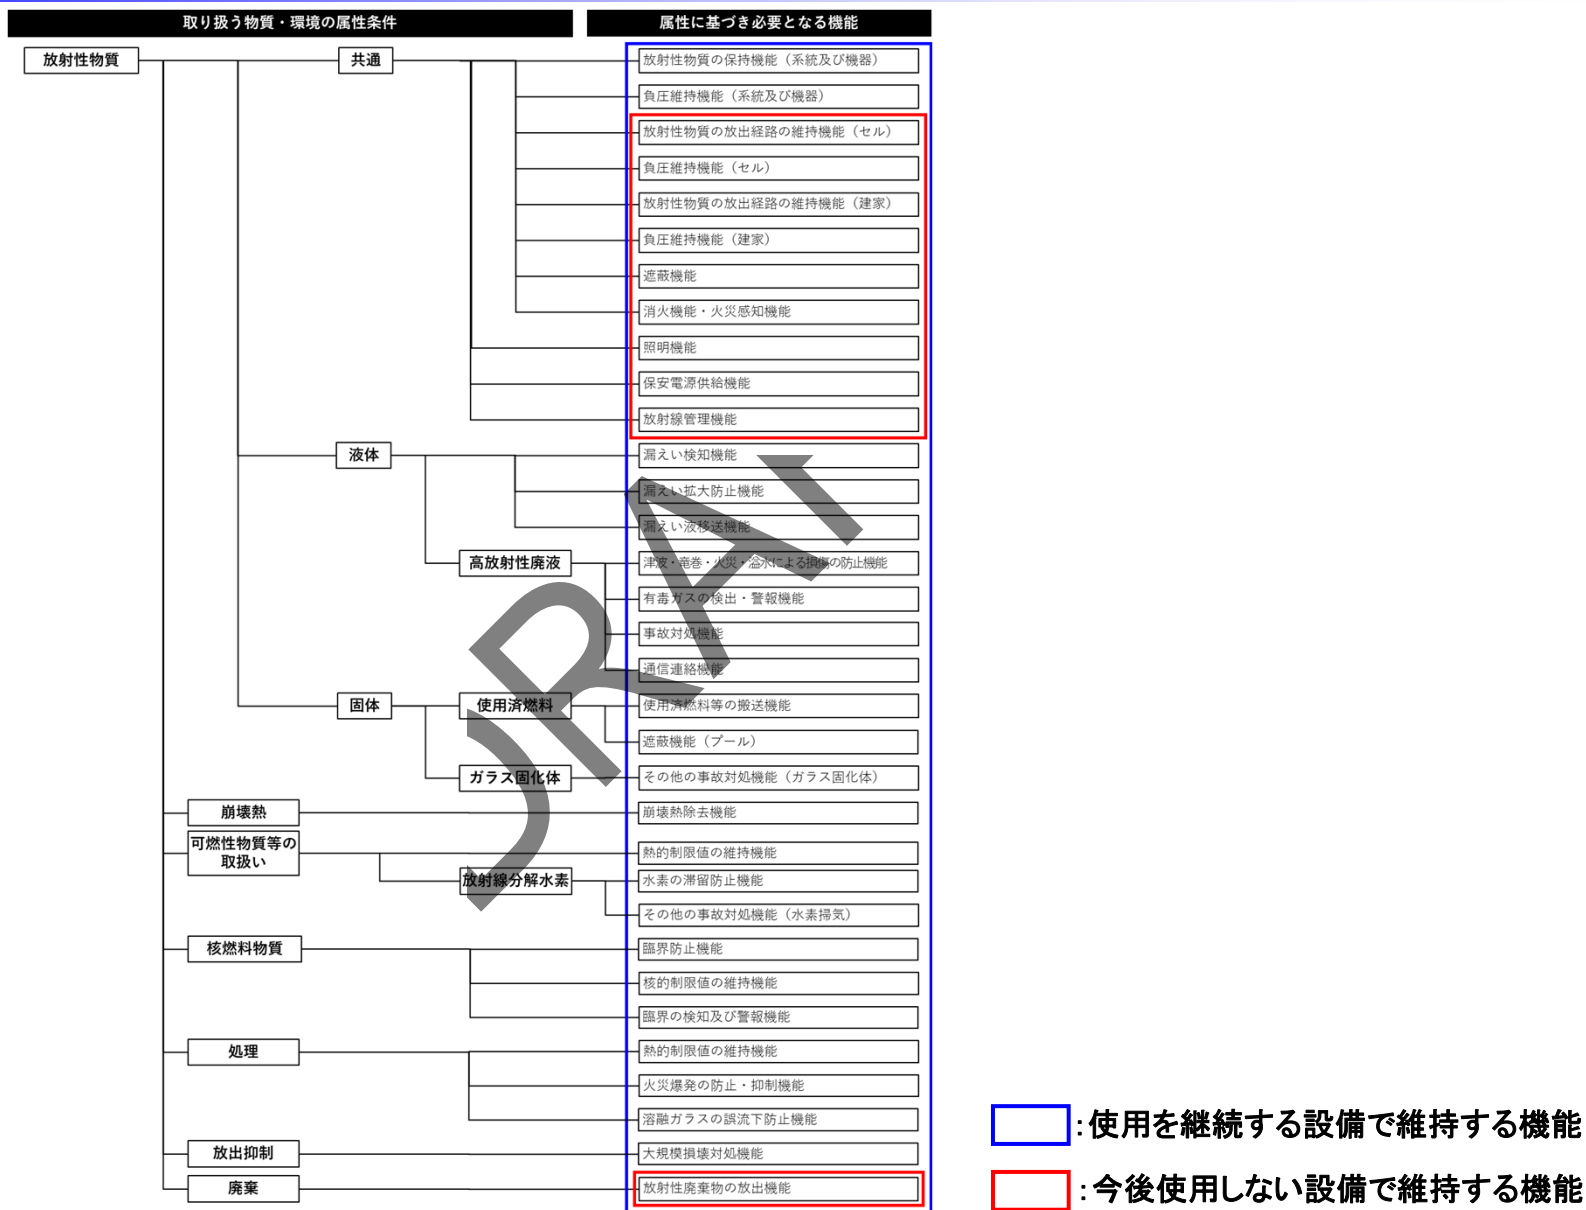 取り扱う物質・環境の属性条件
属性に基づき必要となる機能
放射性物質
共通
放射性物質の保持機能（系統及び機器）
負圧維持機能（系統及び機器）
放射性物質の放出経路の維持機能（セル）
負圧維持機能（セル）
放射性物質の放出経路の維持機能（建家）
負圧維持機能（建家）
遮蔽機能
消火機能・火災感知機能
照明機能
保安電源供給機能
放射線管理機能
液体
漏えい検知機能
漏えい拡大防止機能
漏えい液移送機能
高放射性廃液
津波・竜巻・火災・溢水による損傷の防止機能
有毒ガスの検出・警報機能
事故対処機能
通信連絡機能
固体
使用済燃料
使用済燃料等の搬送機能
遮蔽機能（プール）
ガラス固化体
その他の事故対処機能（ガラス固化体）
崩壊熱
崩壊熱除去機能
可燃性物質等の
取扱い
熱的制限値の維持機能
放射線分解水素
水素の滞留防止機能
その他の事故対処機能（水素掃気）
核燃料物質
臨界防止機能
核的制限値の維持機能
臨界の検知及び警報機能
処理
熱的制限値の維持機能
火災爆発の防止・抑制機能
溶融ガラスの誤流下防止機能
放出抑制
大規模損壊対処機能
廃棄
放射性廃棄物の放出機能
：使用を継続する設備で維持する機能
：今後使用しない設備で維持する機能